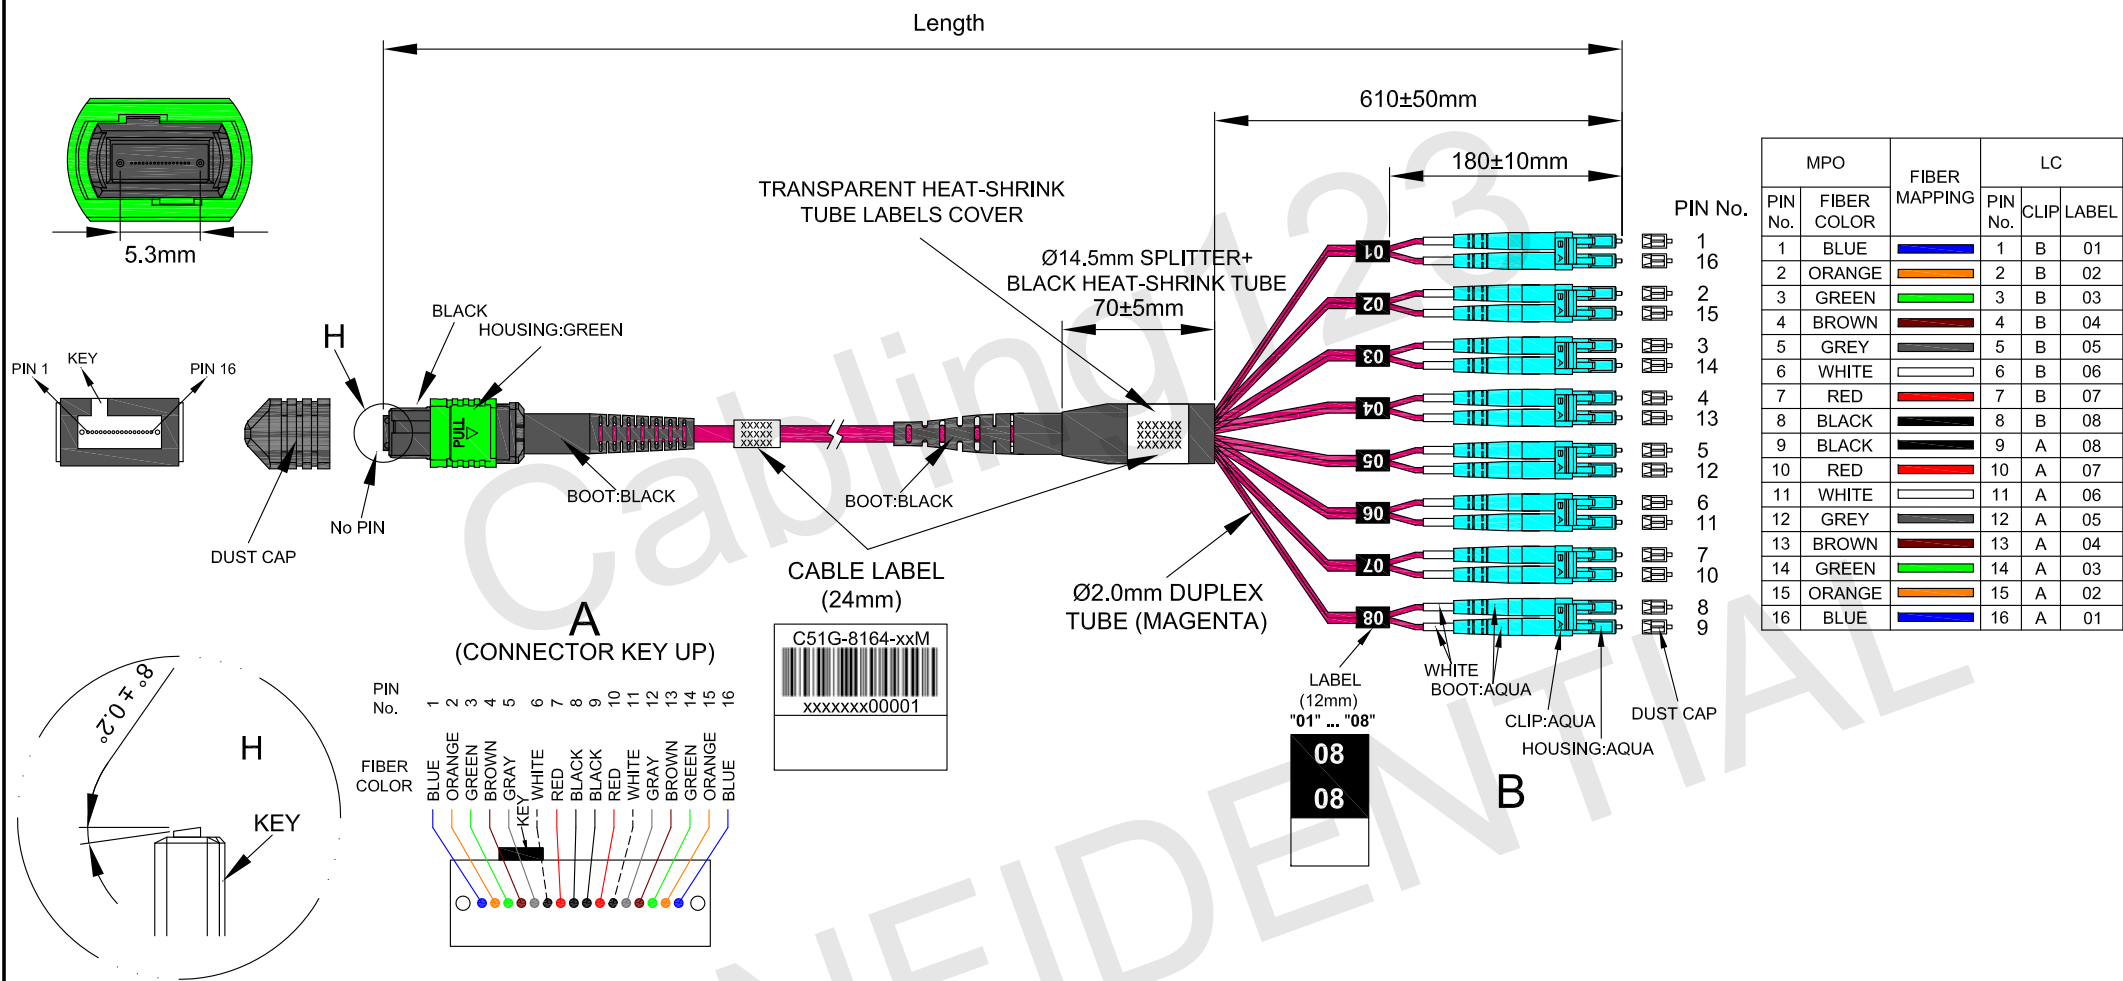 Length
610±50mm
180±10mm
5.3mm
TRANSPARENT HEAT-SHRINK
TUBE LABELS COVER
Ø14.5mm SPLITTER+
BLACK HEAT-SHRINK TUBE
70±5mm
PIN No.
1
16
2
15
3
14
4
13
5
12
6
11
7
10
8
9
01
02
03
04
05
06
07
08
MPO FIBER MAPPING LC
PIN No. FIBER COLOR PIN No. CLIP LABEL
1 BLUE 1 B 01
2 ORANGE 2 B 02
3 GREEN 3 B 03
4 BROWN 4 B 04
5 GREY 5 B 05
6 WHITE 6 B 06
7 RED 7 B 07
8 BLACK 8 B 08
9 BLACK 9 A 08
10 RED 10 A 07
11 WHITE 11 A 06
12 GREY 12 A 05
13 BROWN 13 A 04
14 GREEN 14 A 03
15 ORANGE 15 A 02
16 BLUE 16 A 01
H
BLACK
HOUSING:GREEN
PIN 1
KEY
PIN 16
PULL
XXXXX
XXXXX
XXXXX
XXXXXX
XXXXXX
XXXXXX
DUST CAP
No PIN
BOOT:BLACK
BOOT:BLACK
CABLE LABEL
(24mm)
C51G-8164-xxM
xxxxxxx00001
Ø2.0mm DUPLEX
TUBE (MAGENTA)
WHITE
BOOT:AQUA
CLIP:AQUA
HOUSING:AQUA
DUST CAP
LABEL
(12mm)
"01" ... "08"
08
08
B
A
(CONNECTOR KEY UP)
PIN
No.
1 2 3 4 5 6 7 8 9 10 11 12 13 14 15 16
FIBER
COLOR
BLUE ORANGE GREEN BROWN GRAY WHITE RED BLACK BLACK RED WHITE GRAY BROWN GREEN ORANGE BLUE
KEY
8° ± 0.2°
H
KEY
Cabling123
NFIDENTIAL